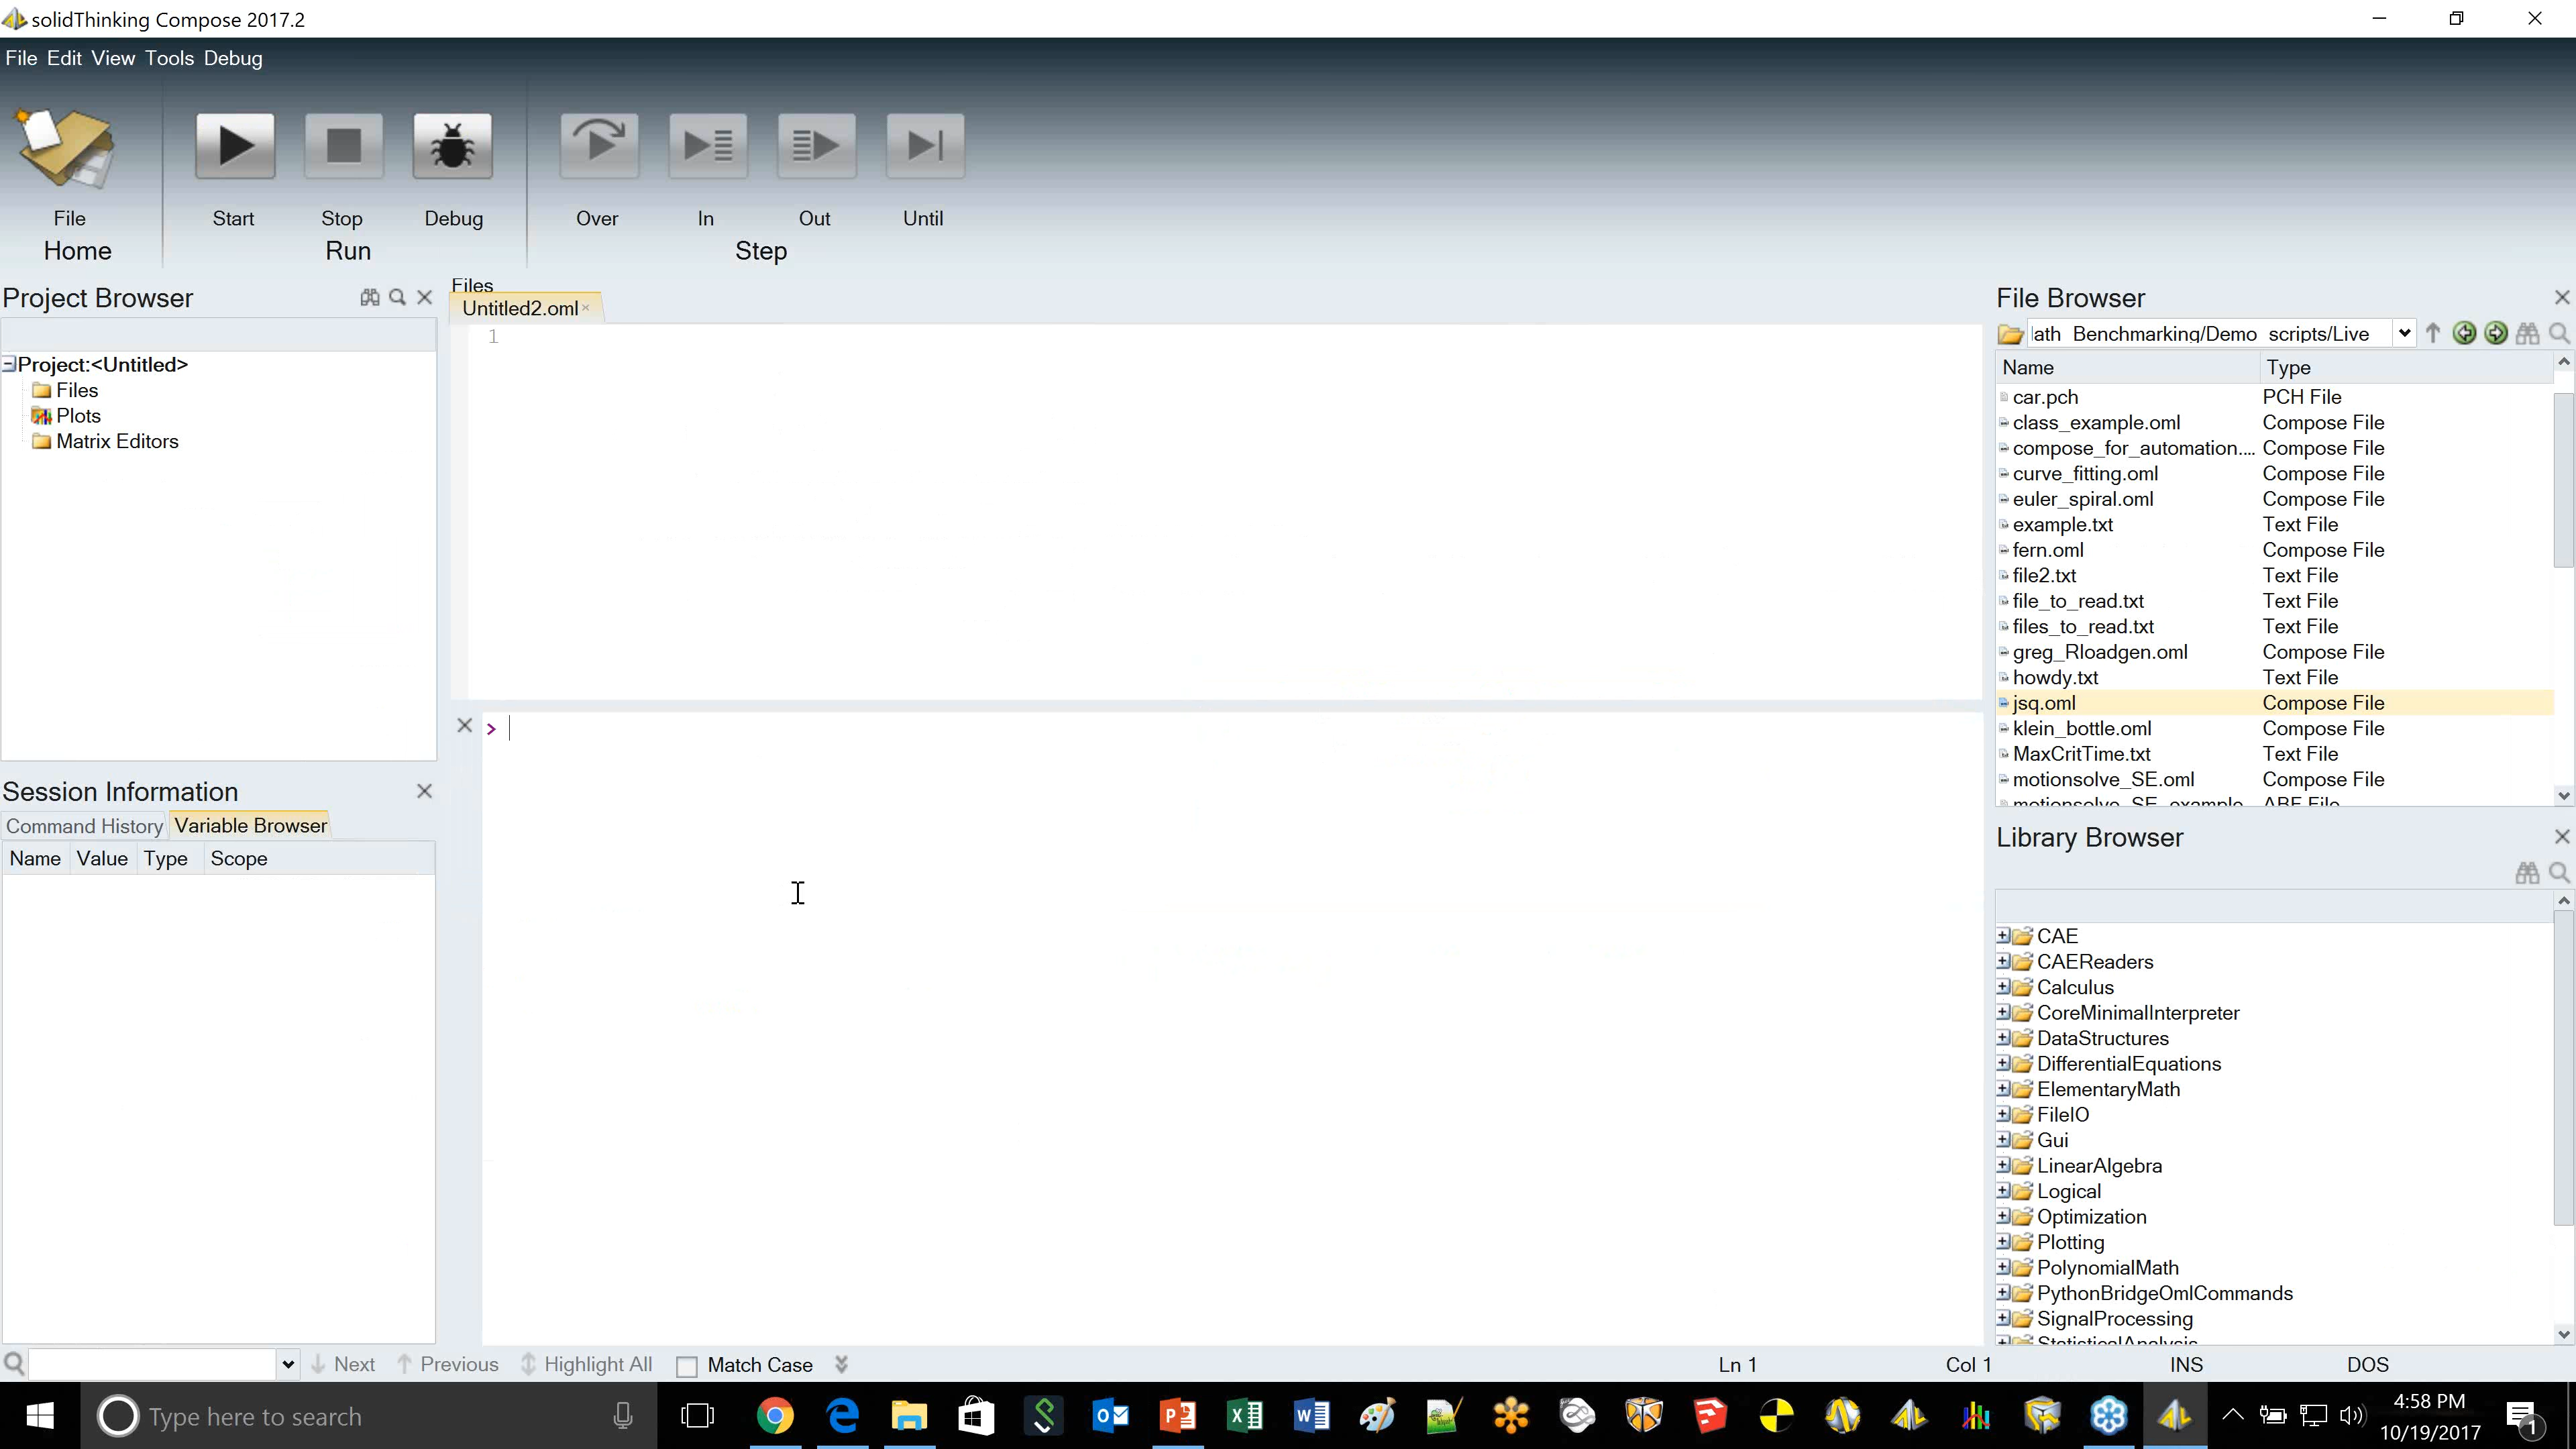 solidThinking Compose 2017.2
File Edit View Tools Debug
File Start Stop Debug Over In Out Until
Home Run Step
Project Browser
Project:<Untitled>
Files
Plots
Matrix Editors
Session Information
Command History Variable Browser
Name Value Type Scope
Files
Untitled2.oml
1
>
File Browser
ath_Benchmarking/Demo_scripts/Live
Name Type
car.pch PCH File
class_example.oml Compose File
compose_for_automation.... Compose File
curve_fitting.oml Compose File
euler_spiral.oml Compose File
example.txt Text File
fern.oml Compose File
file2.txt Text File
file_to_read.txt Text File
files_to_read.txt Text File
greg_Rloadgen.oml Compose File
howdy.txt Text File
jsq.oml Compose File
klein_bottle.oml Compose File
MaxCritTime.txt Text File
motionsolve_SE.oml Compose File
motionsolve_SE_example ABF File
Library Browser
CAE
CAEReaders
Calculus
CoreMinimalInterpreter
DataStructures
DifferentialEquations
ElementaryMath
FileIO
Gui
LinearAlgebra
Logical
Optimization
Plotting
PolynomialMath
PythonBridgeOmlCommands
SignalProcessing
StatisticalAnalysis
Next Previous Highlight All Match Case Ln 1 Col 1 INS DOS
Type here to search
4:58 PM
10/19/2017
1